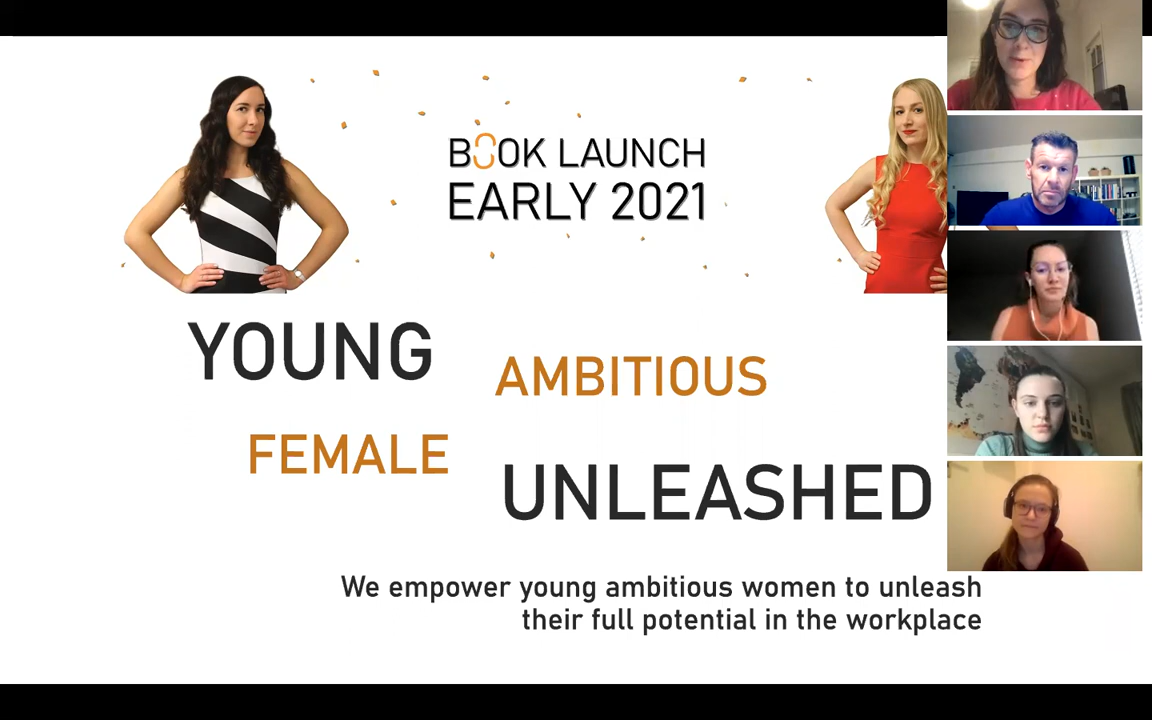 BOOK LAUNCH
EARLY 2021
YOUNG
AMBITIOUS
FEMALE
UNLEASHED
We empower young ambitious women to unleash
their full potential in the workplace